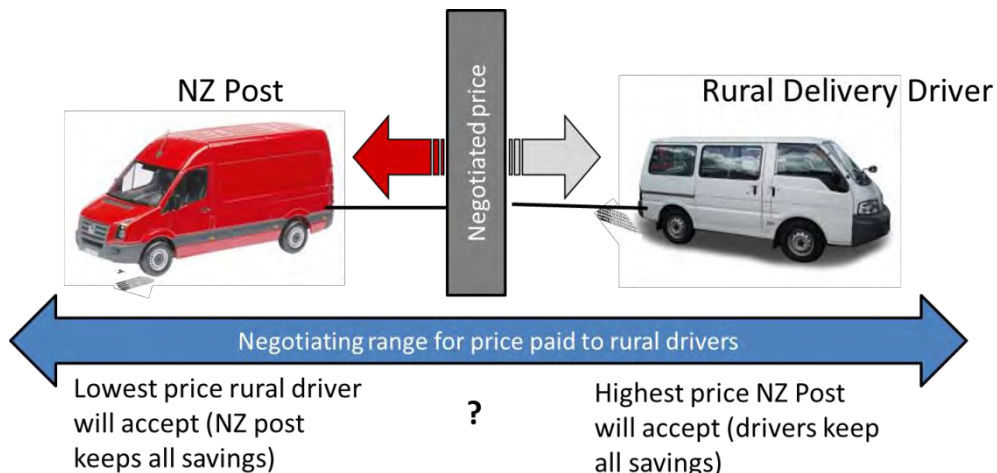 NZ Post
Rural Delivery Driver
Negotiated price
Negotiating range for price paid to rural drivers
Lowest price rural driver
will accept (NZ post
keeps all savings)
?
Highest price NZ Post
will accept (drivers keep
all savings)